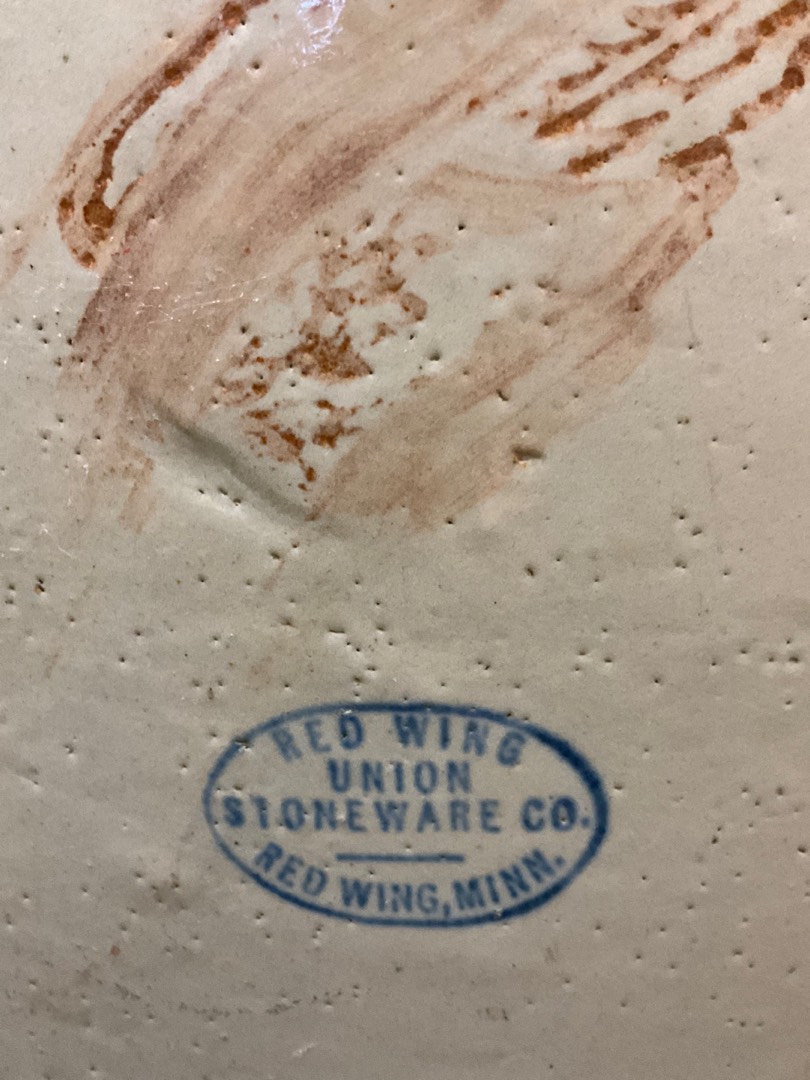 RED WING
UNION
STONEWARE CO.
RED WING, MINN.